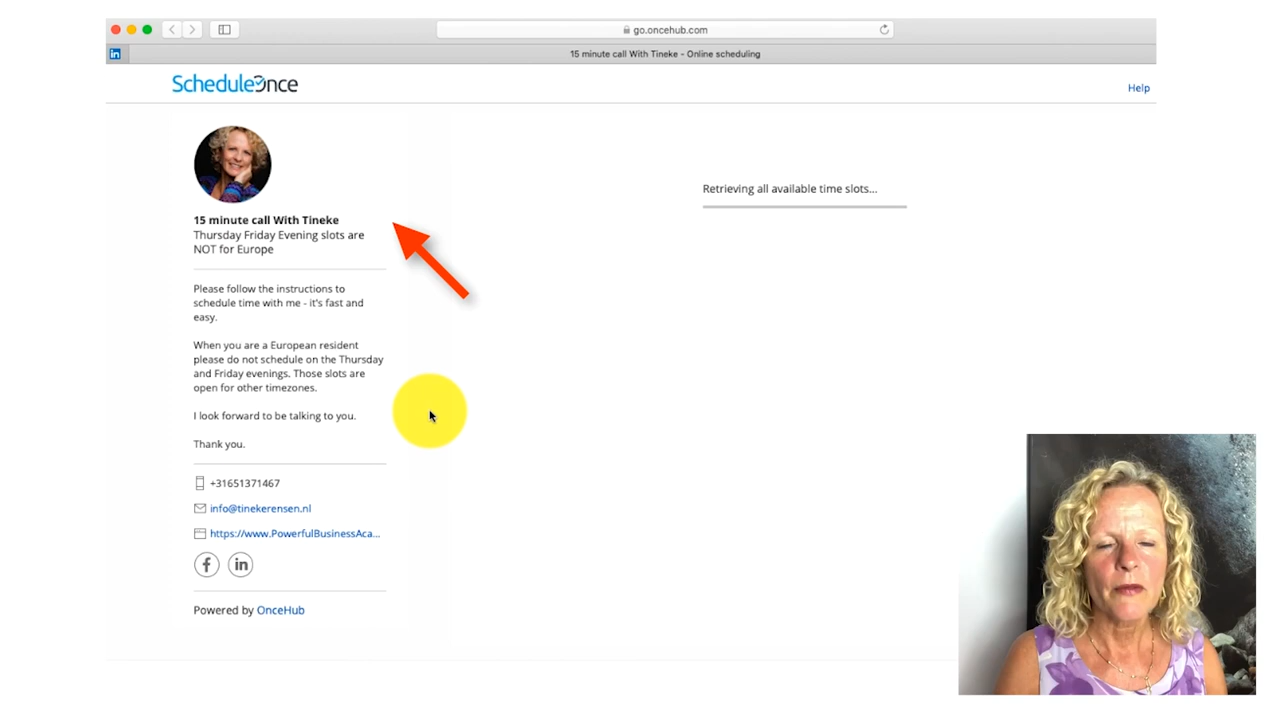 go.oncehub.com
in
15 minute call With Tineke - Online scheduling
ScheduleOnce
Help
15 minute call With Tineke
Thursday Friday Evening slots are
NOT for Europe
Retrieving all available time slots...
Please follow the instructions to
schedule time with me - it's fast and
easy.
When you are a European resident
please do not schedule on the Thursday
and Friday evenings. Those slots are
open for other timezones.
I look forward to be talking to you.
Thank you.
+31651371467
info@tinekerensen.nl
https://www.PowerfulBusinessAca...
f in
Powered by OnceHub